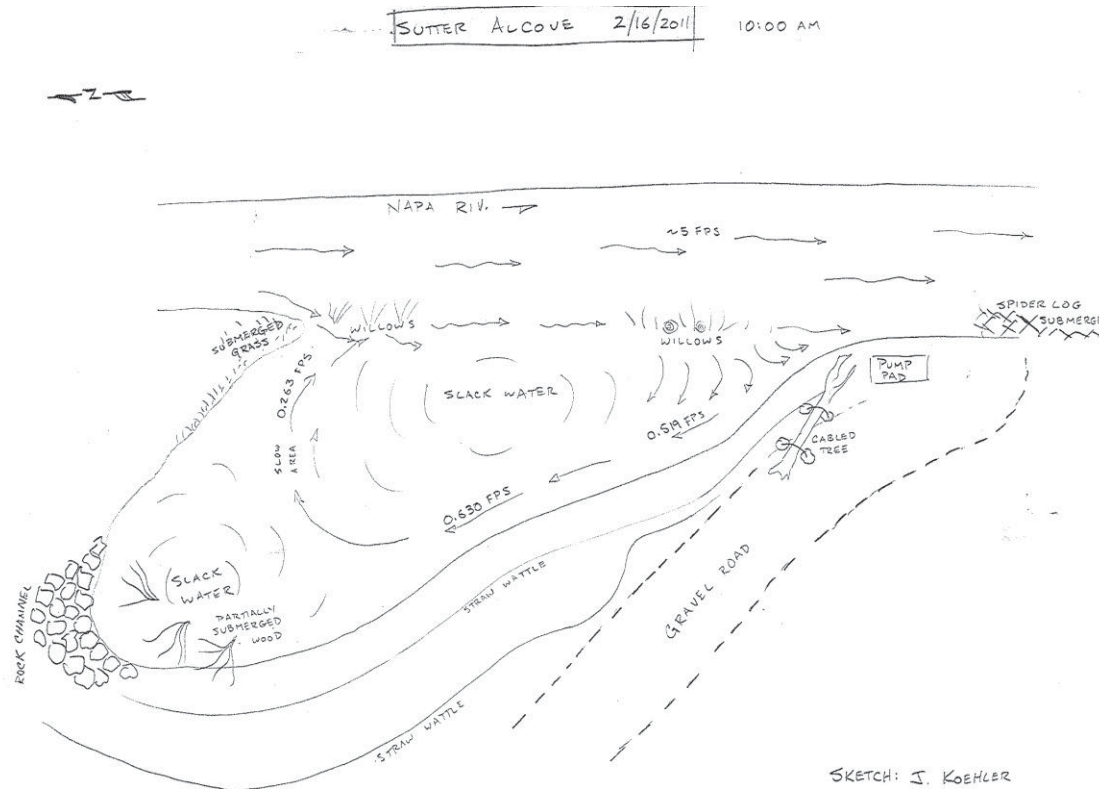 SUTTER ALCOVE 2/16/2011 10:00 AM
Z
NAPA RIV.
~5 FPS
SPIDER LOG
SUBMERGE
SUBMERGED
GRASS
WILLOWS
WILLOWS
PUMP
PAD
0.263 FPS
SLACK WATER
0.519 FPS
CABLED
TREE
SLOW
AREA
0.630 FPS
SLACK
WATER
PARTIALLY
SUBMERGED
WOOD
ROCK CHANNEL
STRAW WATTLE
GRAVEL ROAD
STRAW WATTLE
SKETCH: J. KOEHLER